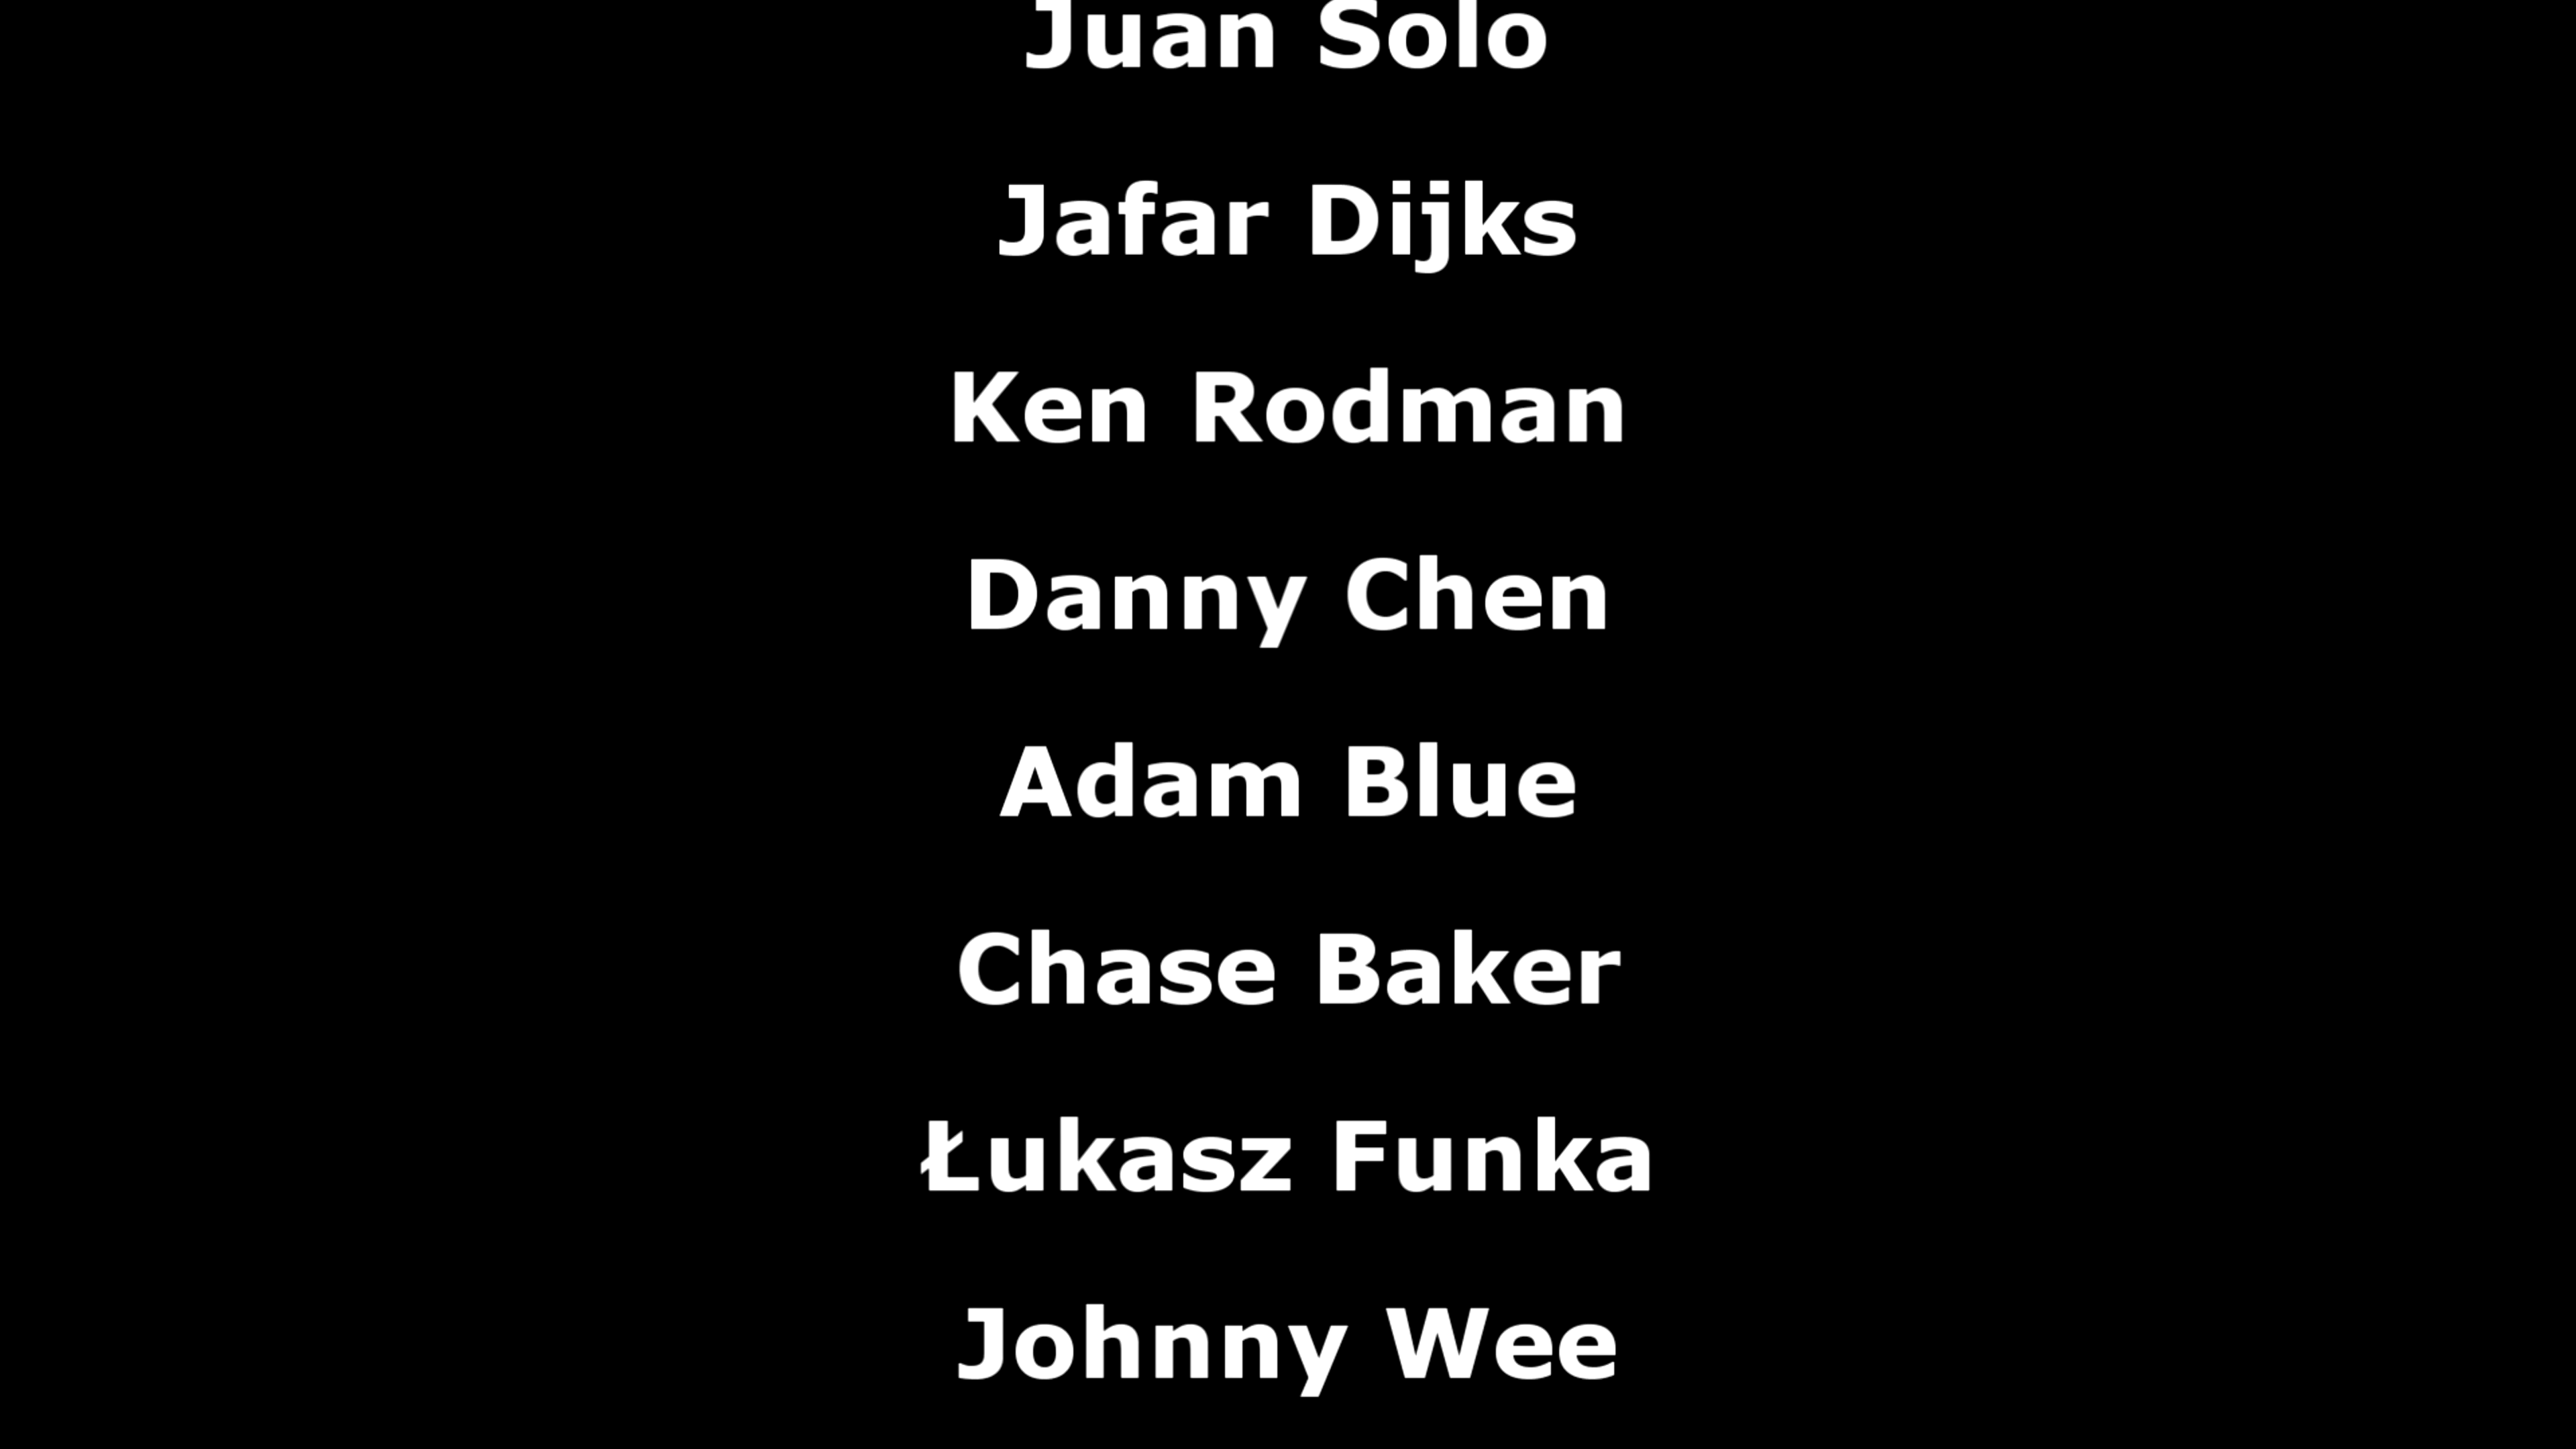 Juan Solo
Jafar Dijks
Ken Rodman
Danny Chen
Adam Blue
Chase Baker
Łukasz Funka
Johnny Wee